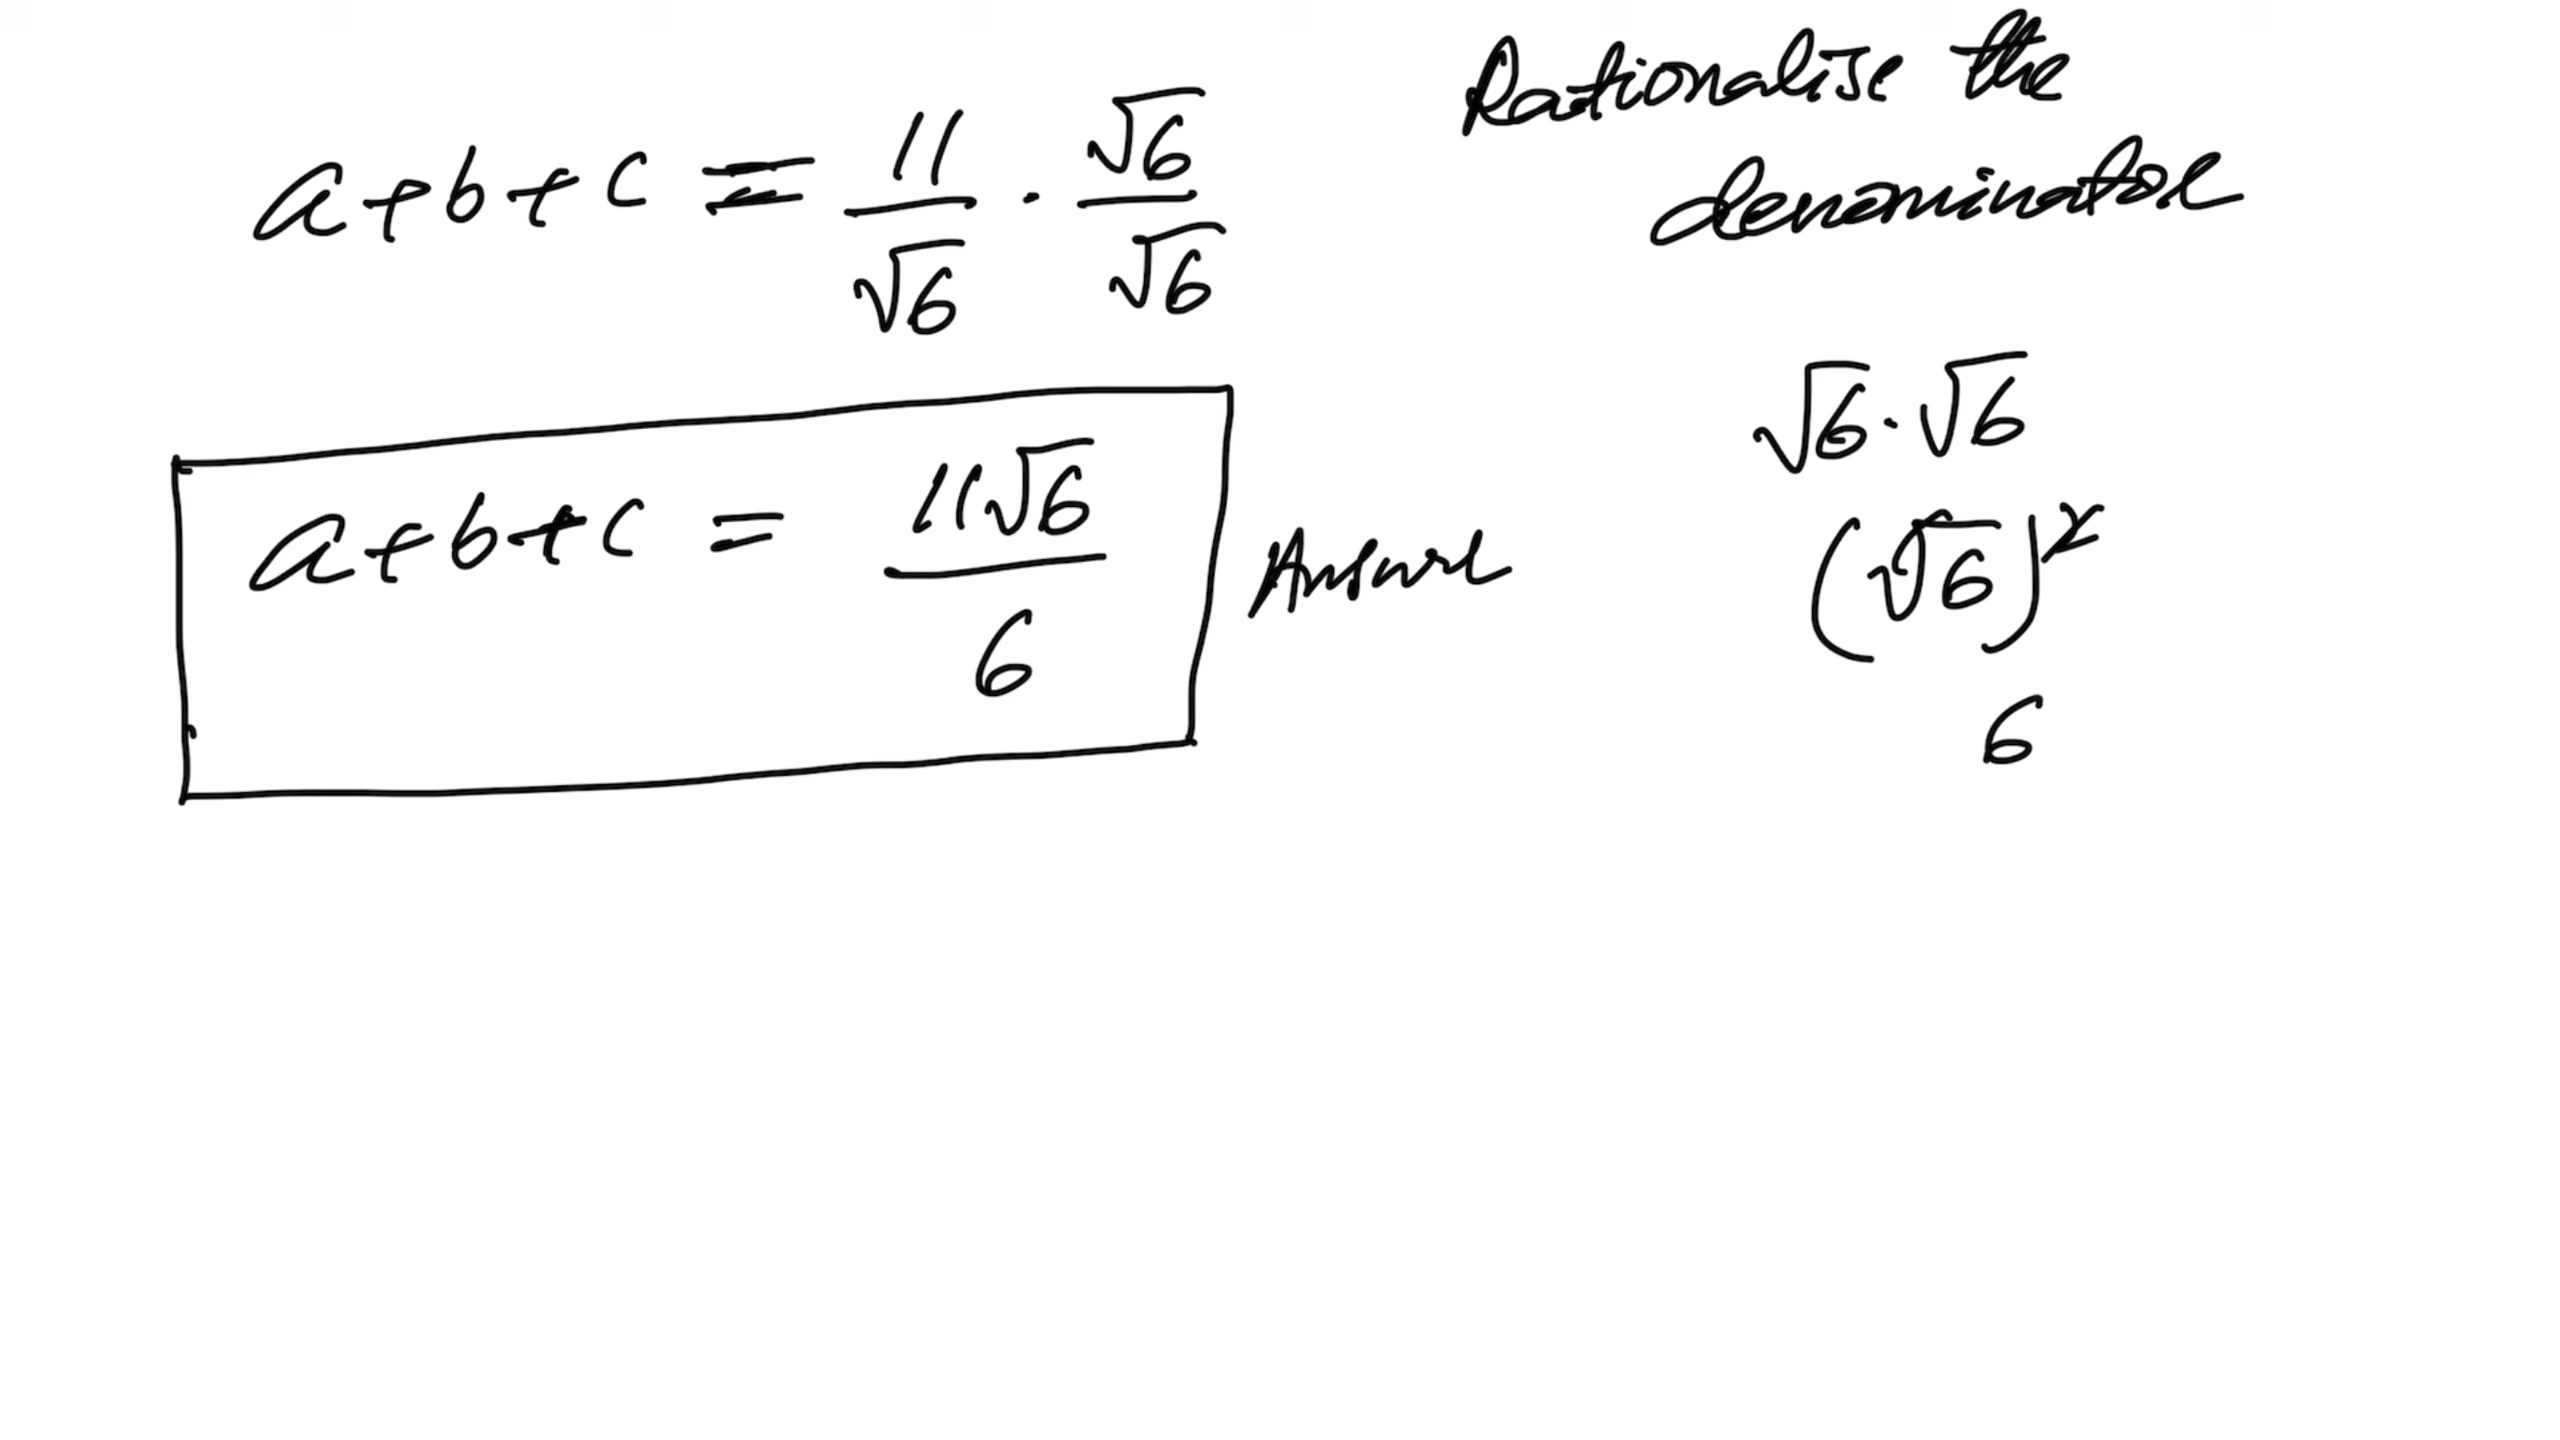 a+b+c = 11/√6 · √6/√6
a+b+c = 11√6/6
Answer
Rationalise the
denominator
√6·√6
(√6)²
6